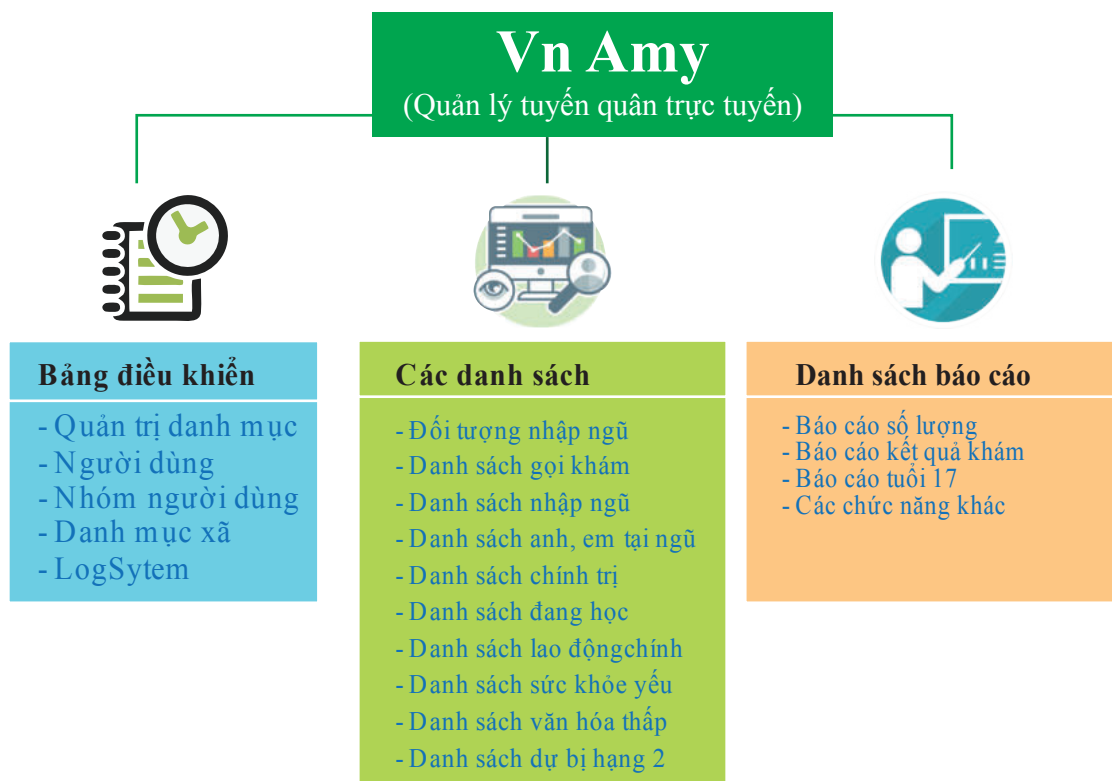 Vn Amy
(Quản lý tuyến quân trực tuyến)
Bảng điều khiển
- Quản trị danh mục
- Người dùng
- Nhóm người dùng
- Danh mục xã
- LogSytem
Các danh sách
- Đối tượng nhập ngũ
- Danh sách gọi khám
- Danh sách nhập ngũ
- Danh sách anh, em tại ngũ
- Danh sách chính trị
- Danh sách đang học
- Danh sách lao độngchính
- Danh sách sức khỏe yếu
- Danh sách văn hóa thấp
- Danh sách dự bị hạng 2
Danh sách báo cáo
- Báo cáo số lượng
- Báo cáo kết quả khám
- Báo cáo tuổi 17
- Các chức năng khác